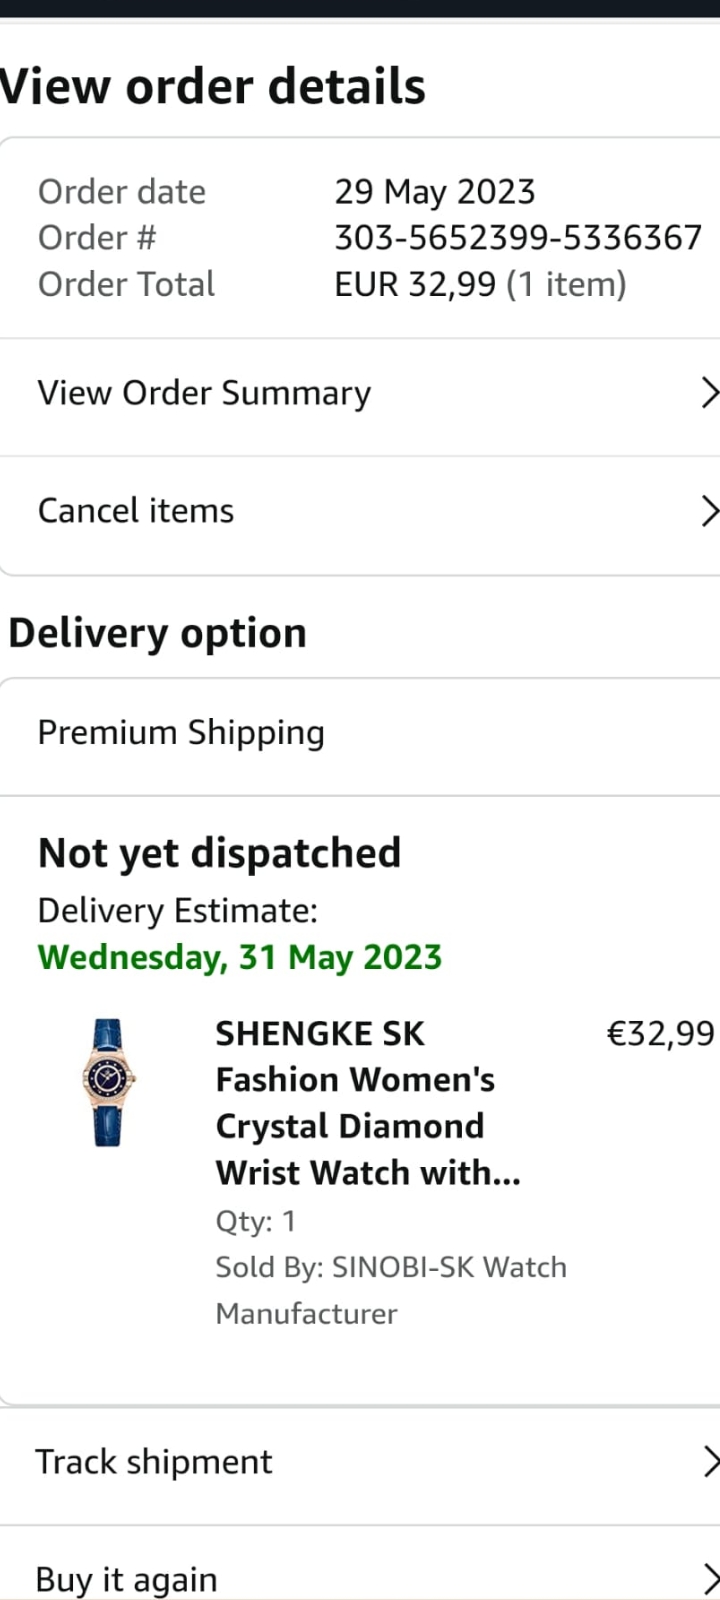 View order details
Order date 29 May 2023
Order # 303-5652399-5336367
Order Total EUR 32,99 (1 item)
View Order Summary
Cancel items
Delivery option
Premium Shipping
Not yet dispatched
Delivery Estimate:
Wednesday, 31 May 2023
SHENGKE SK €32,99
Fashion Women's
Crystal Diamond
Wrist Watch with...
Qty: 1
Sold By: SINOBI-SK Watch
Manufacturer
Track shipment
Buy it again